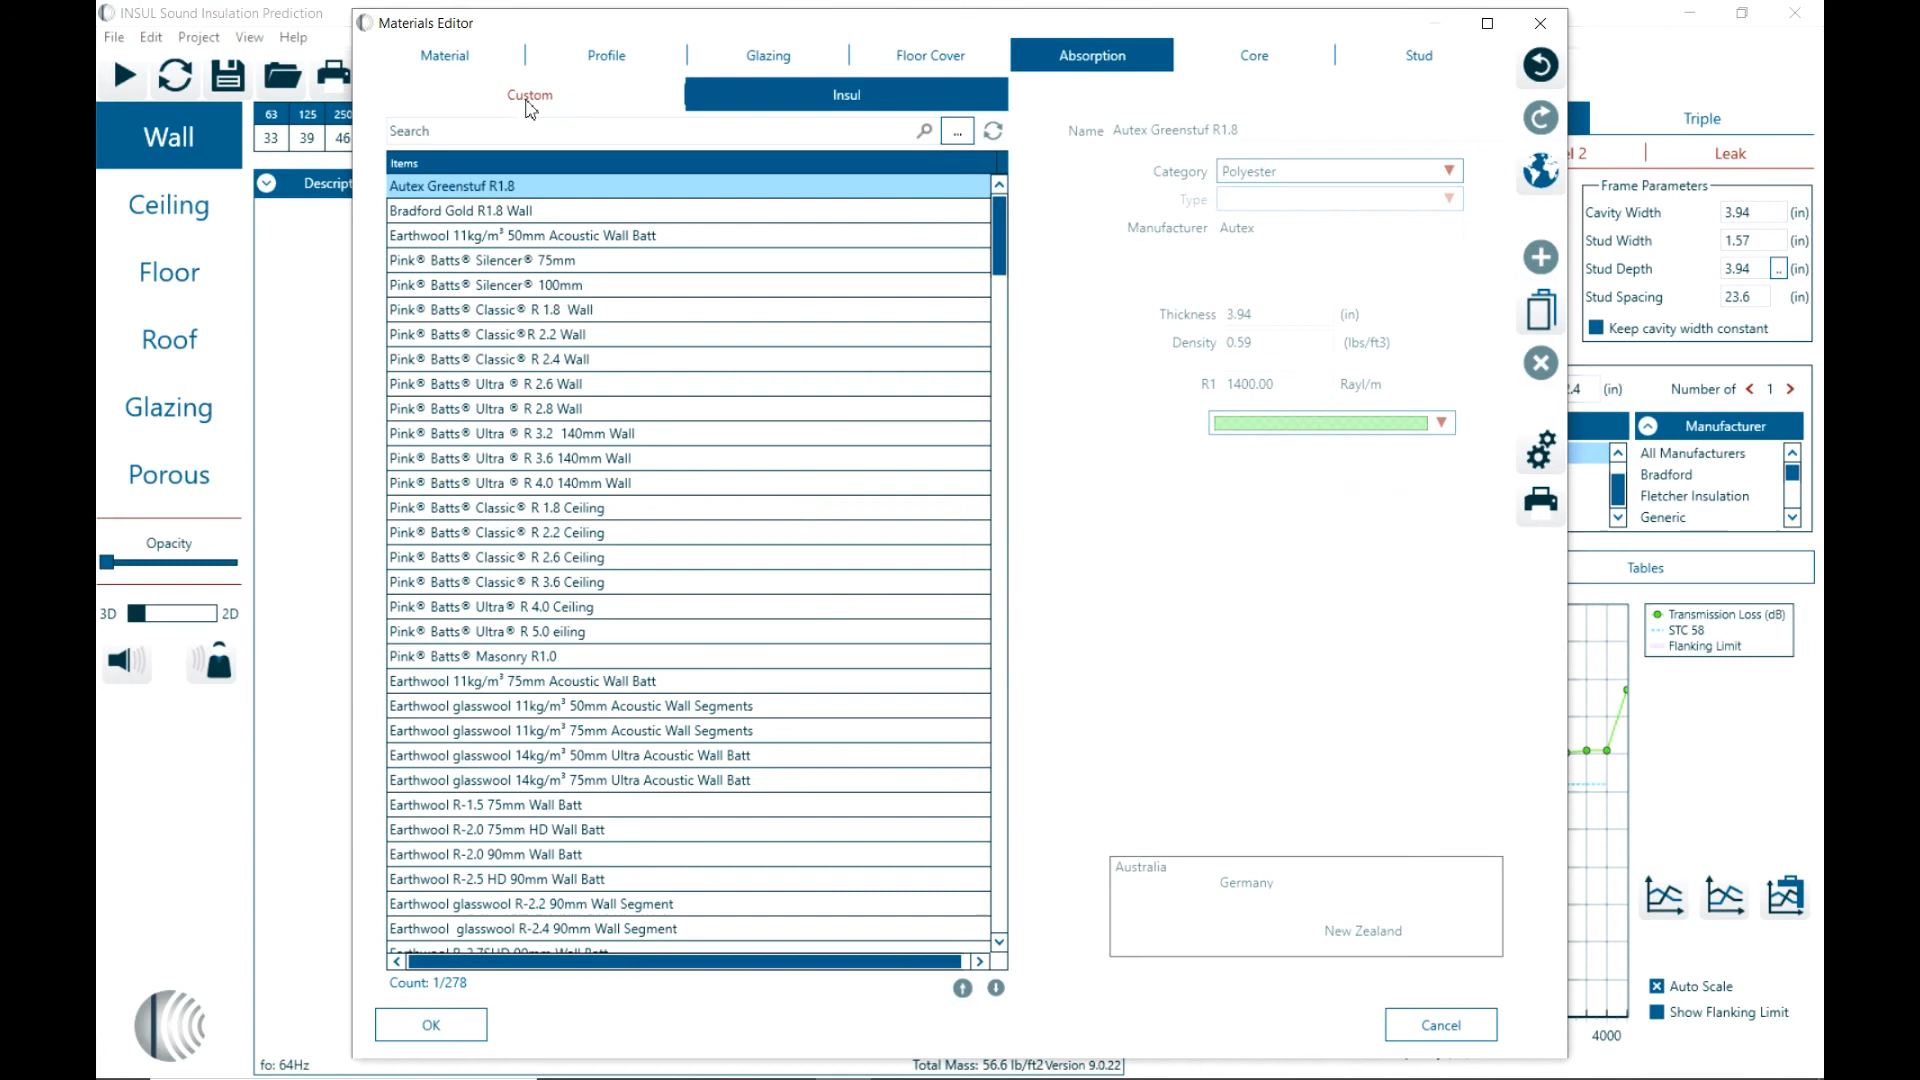 INSUL Sound Insulation Prediction
File Edit Project View Help
Wall
Ceiling
Floor
Roof
Glazing
Porous
Opacity
3D 2D
63 125 250
33 39 46
Descript
fo: 64Hz
Materials Editor
Material Profile Glazing Floor Cover Absorption Core Stud
Custom Insul
Search
...
Items
Autex Greenstuf R1.8
Bradford Gold R1.8 Wall
Earthwool 11kg/m³ 50mm Acoustic Wall Batt
Pink® Batts® Silencer® 75mm
Pink® Batts® Silencer® 100mm
Pink® Batts® Classic® R 1.8 Wall
Pink® Batts® Classic®R 2.2 Wall
Pink® Batts® Classic® R 2.4 Wall
Pink® Batts® Ultra ® R 2.6 Wall
Pink® Batts® Ultra ® R 2.8 Wall
Pink® Batts® Ultra ® R 3.2 140mm Wall
Pink® Batts® Ultra ® R 3.6 140mm Wall
Pink® Batts® Ultra ® R 4.0 140mm Wall
Pink® Batts® Classic® R 1.8 Ceiling
Pink® Batts® Classic® R 2.2 Ceiling
Pink® Batts® Classic® R 2.6 Ceiling
Pink® Batts® Classic® R 3.6 Ceiling
Pink® Batts® Ultra® R 4.0 Ceiling
Pink® Batts® Ultra® R 5.0 eiling
Pink® Batts® Masonry R1.0
Earthwool 11kg/m³ 75mm Acoustic Wall Batt
Earthwool glasswool 11kg/m³ 50mm Acoustic Wall Segments
Earthwool glasswool 11kg/m³ 75mm Acoustic Wall Segments
Earthwool glasswool 14kg/m³ 50mm Ultra Acoustic Wall Batt
Earthwool glasswool 14kg/m³ 75mm Ultra Acoustic Wall Batt
Earthwool R-1.5 75mm Wall Batt
Earthwool R-2.0 75mm HD Wall Batt
Earthwool R-2.0 90mm Wall Batt
Earthwool R-2.5 HD 90mm Wall Batt
Earthwool glasswool R-2.2 90mm Wall Segment
Earthwool glasswool R-2.4 90mm Wall Segment
Earthwool R-2.7SHD 90mm Wall Batt
Count: 1/278
OK
Name Autex Greenstuf R1.8
Category Polyester
Type
Manufacturer Autex
Thickness 3.94 (in)
Density 0.59 (lbs/ft3)
R1 1400.00 Rayl/m
Australia
Germany
New Zealand
Cancel
Total Mass: 56.6 lb/ft2 Version 9.0.22
Triple
l 2 Leak
Frame Parameters
Cavity Width 3.94 (in)
Stud Width 1.57 (in)
Stud Depth 3.94 .. (in)
Stud Spacing 23.6 (in)
Keep cavity width constant
.4 (in) Number of < 1 >
Manufacturer
All Manufacturers
Bradford
Fletcher Insulation
Generic
Tables
Transmission Loss (dB)
STC 58
Flanking Limit
Auto Scale
Show Flanking Limit
4000